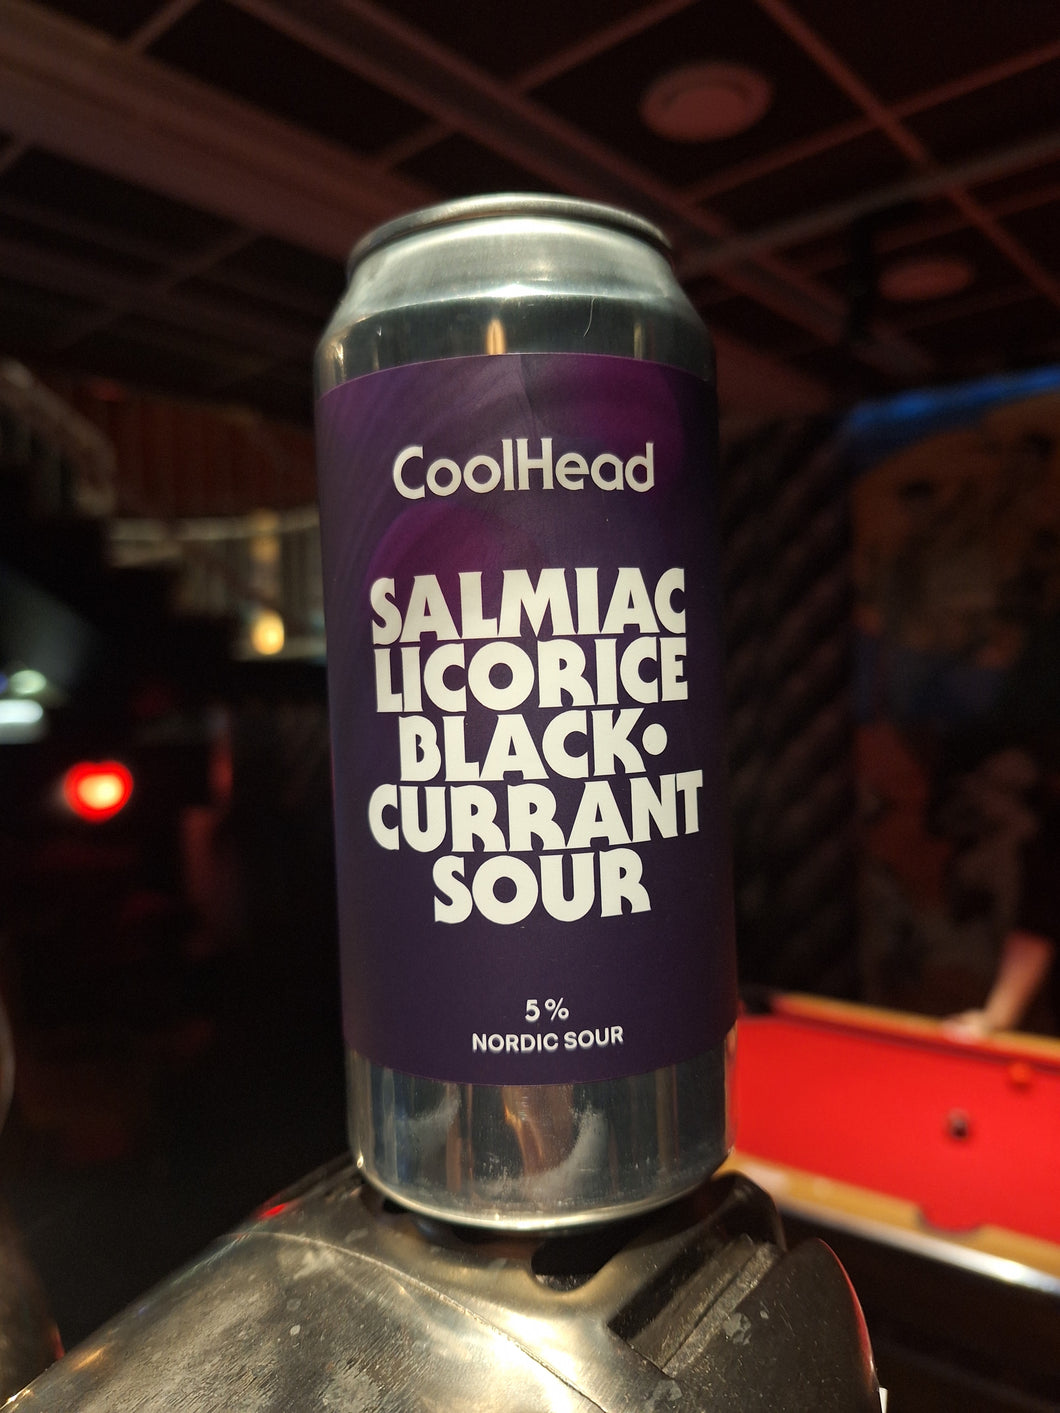 CoolHead
SALMIAC
LICORICE
BLACK•
CURRANT
SOUR
5%
NORDIC SOUR